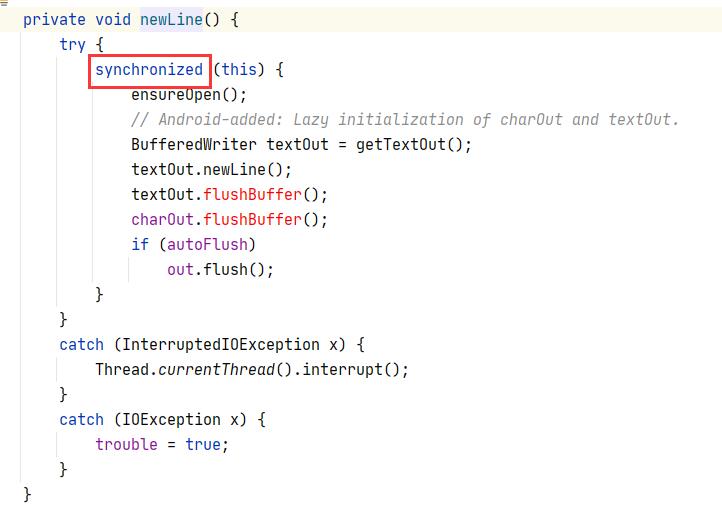 private void newLine() {
    try {
        synchronized (this) {
            ensureOpen();
            // Android-added: Lazy initialization of charOut and textOut.
            BufferedWriter textOut = getTextOut();
            textOut.newLine();
            textOut.flushBuffer();
            charOut.flushBuffer();
            if (autoFlush)
                out.flush();
        }
    }
    catch (InterruptedIOException x) {
        Thread.currentThread().interrupt();
    }
    catch (IOException x) {
        trouble = true;
    }
}